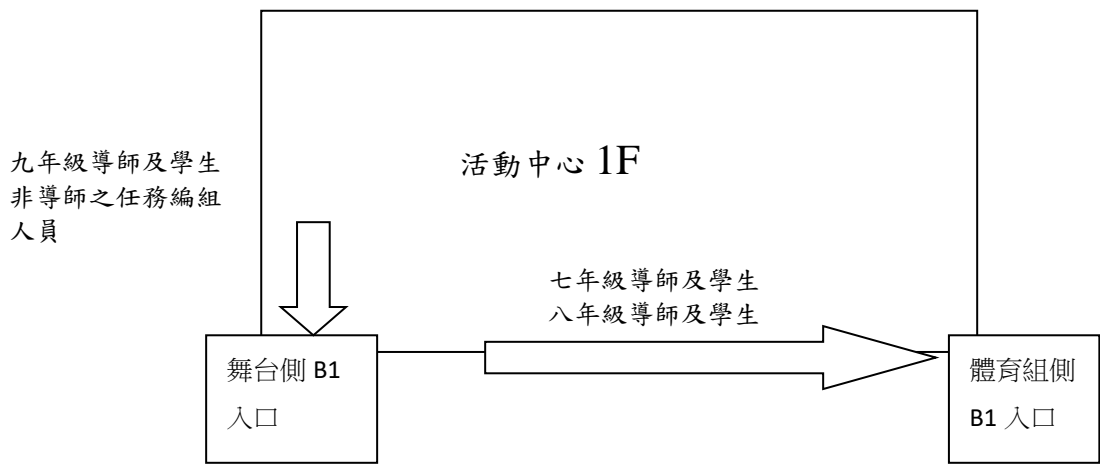 九年級導師及學生
非導師之任務編組
人員
活動中心 1F
七年級導師及學生
八年級導師及學生
舞台側 B1
入口
體育組側
B1 入口